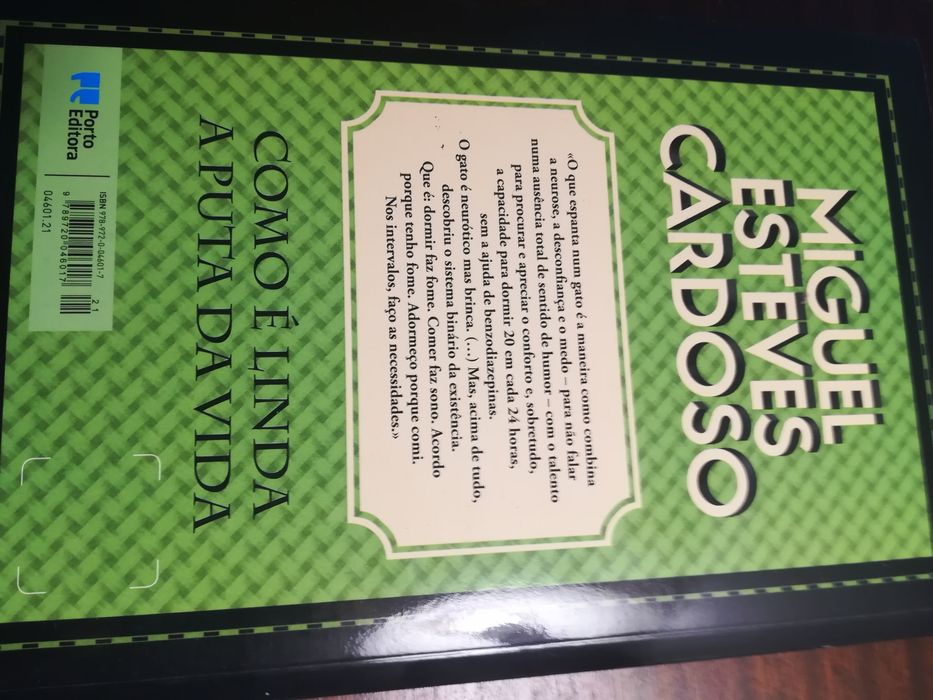 MIGUEL
ESTEVES
CARDOSO
«O que espanta num gato é a maneira como combina
a neurose, a desconfiança e o medo – para não falar
numa ausência total de sentido de humor – com o talento
para procurar e apreciar o conforto e, sobretudo,
a capacidade para dormir 20 em cada 24 horas,
sem a ajuda de benzodiazepinas.
O gato é neurótico mas brinca. (...) Mas, acima de tudo,
descobriu o sistema binário da existência.
Que é: dormir faz fome. Comer faz sono. Acordo
porque tenho fome. Adormeço porque comi.
Nos intervalos, faço as necessidades.»
COMO É LINDA
A PUTA DA VIDA
Porto
Editora
ISBN 978-972-0-04601-7
21
9 789720 046017
04601.21